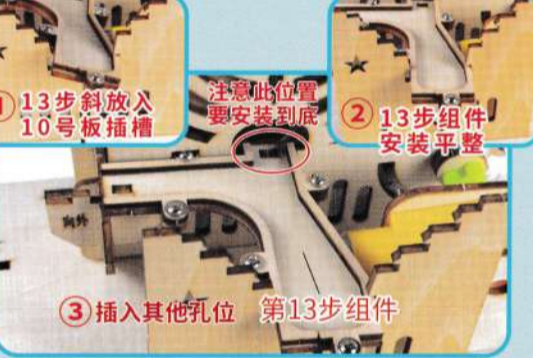 ① 13步斜放入
10号板插槽
注意此位置
要安装到底
② 13步组件
安装平整
向外
③ 插入其他孔位
第13步组件